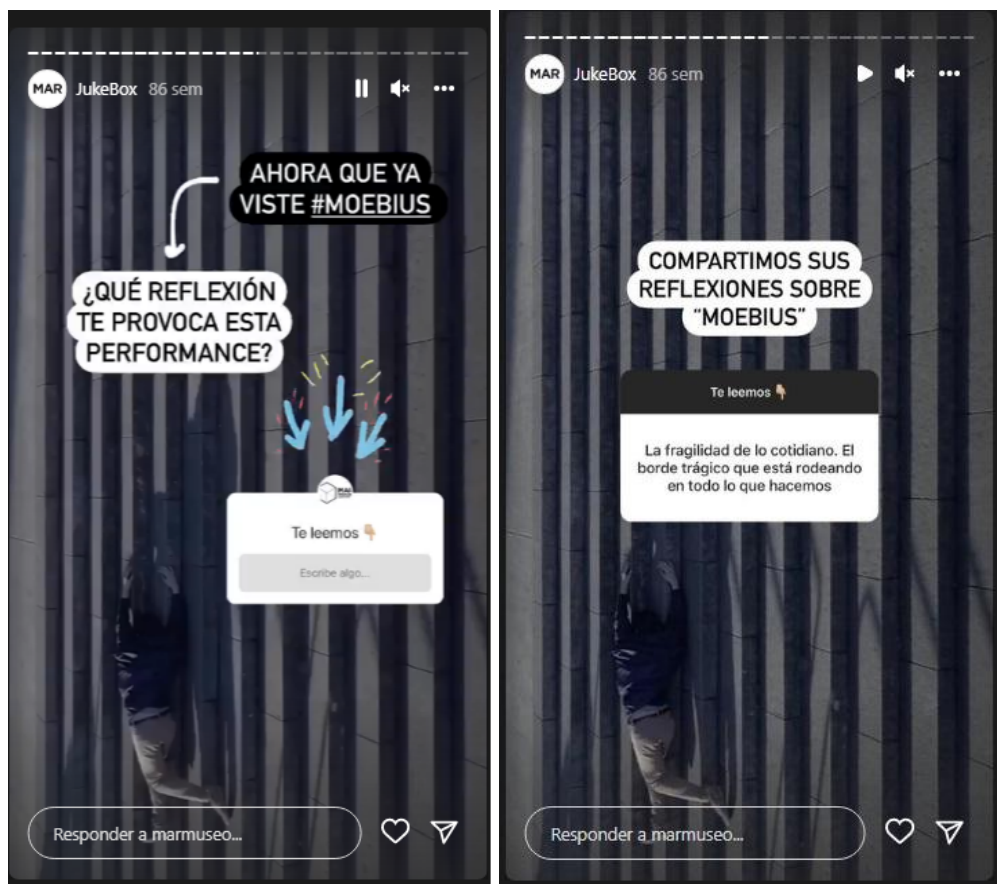 MAR JukeBox 86 sem
AHORA QUE YA
VISTE #MOEBIUS
¿QUÉ REFLEXIÓN
TE PROVOCA ESTA
PERFORMANCE?
Te leemos 👇🏼
Escribe algo...
Responder a marmuseo...
MAR JukeBox 86 sem
COMPARTIMOS SUS
REFLEXIONES SOBRE
“MOEBIUS”
Te leemos 👇🏼
La fragilidad de lo cotidiano. El
borde trágico que está rodeando
en todo lo que hacemos
Responder a marmuseo...